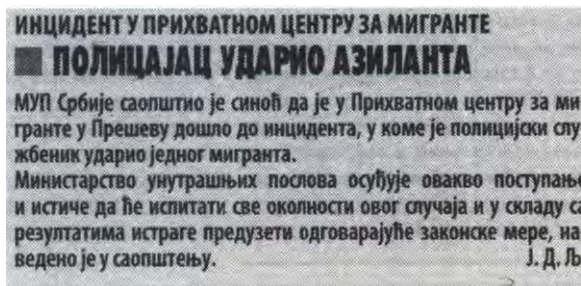 ИНЦИДЕНТ У ПРИХВАТНОМ ЦЕНТРУ ЗА МИГРАНТЕ
ПОЛИЦАЈАЦ УДАРИО АЗИЛАНТА
МУП Србије саопштио је синоћ да је у Прихватном центру за ми
гранте у Прешеву дошло до инцидента, у коме је полицијски слу
жбеник ударио једног мигранта.
Министарство унутрашњих послова осуђује овакво поступање
и истиче да ће испитати све околности овог случаја и у складу са
резултатима истраге предузети одговарајуће законске мере, на-
ведено је у саопштењу. Ј. Д. Љ